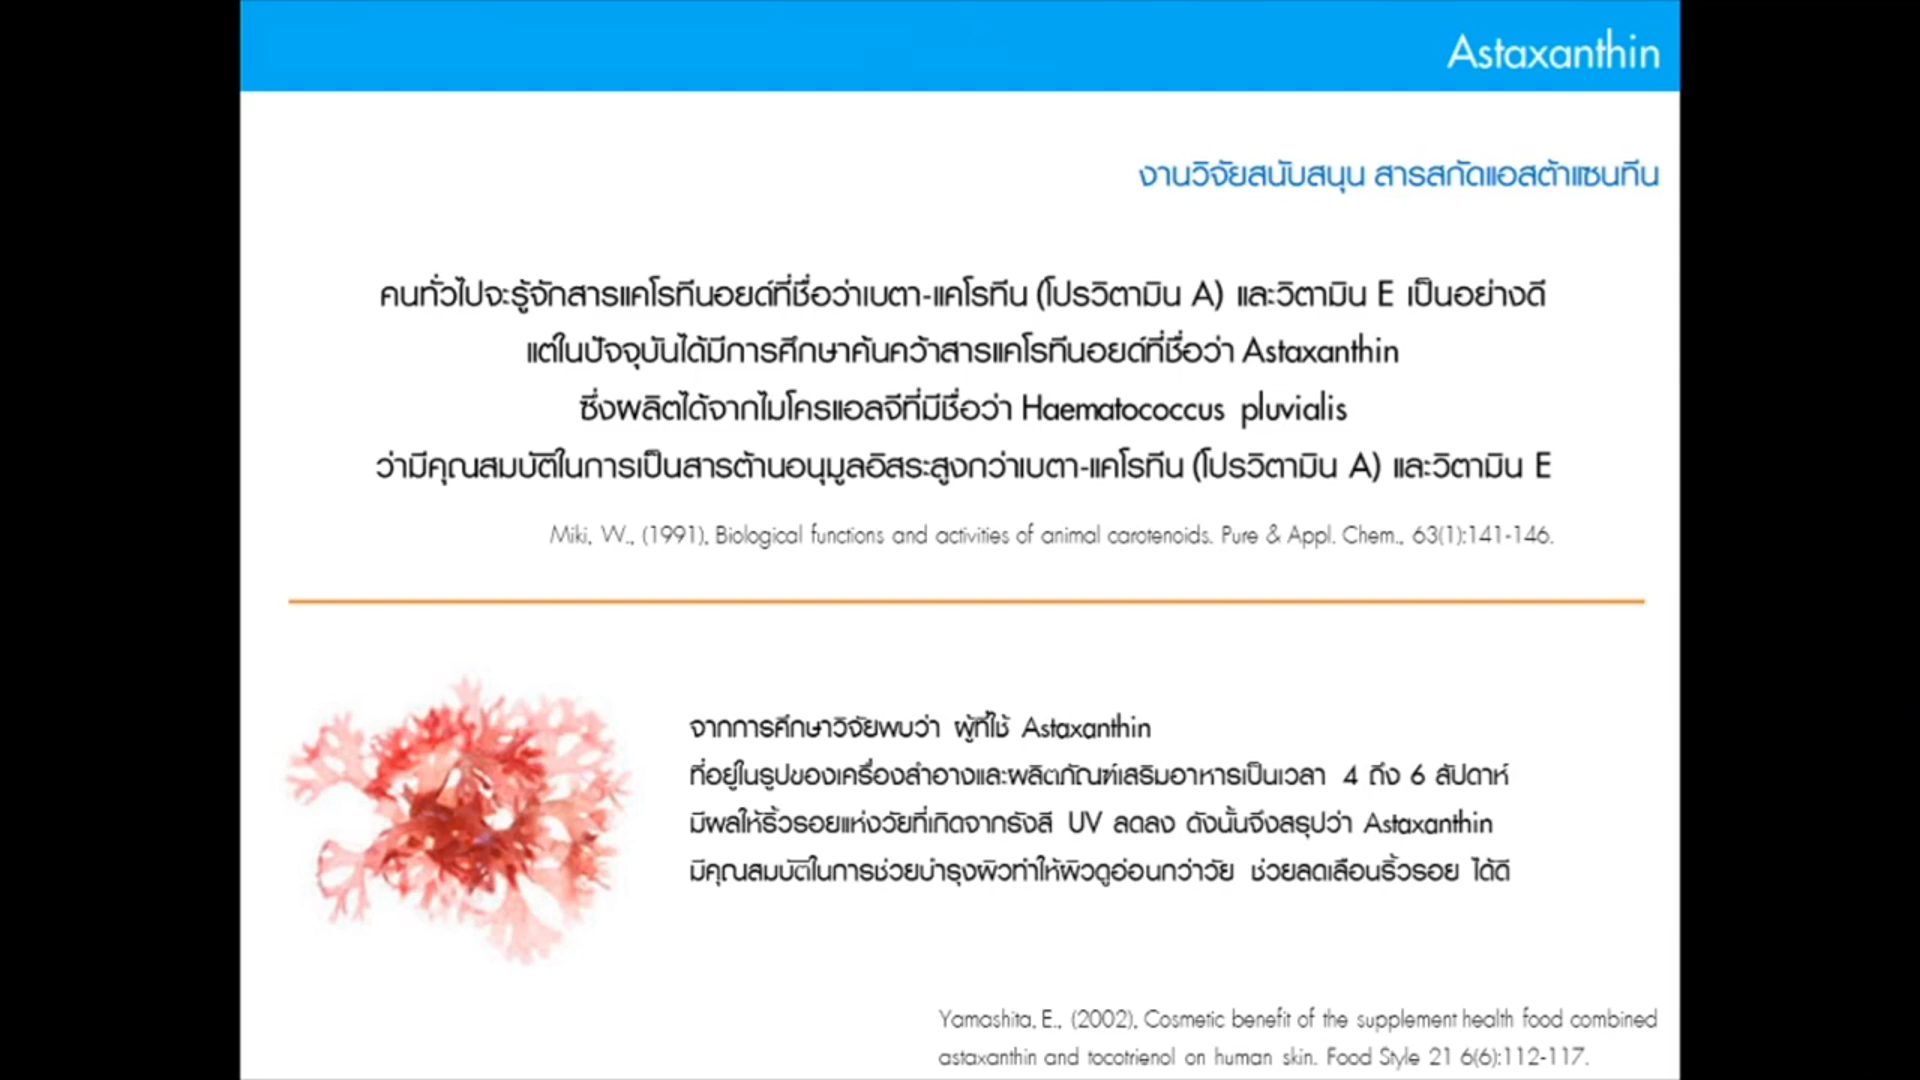 Astaxanthin
งานวิจัยสนับสนุน สารสกัดแอสต้าแซนทีน
คนทั่วไปจะรู้จักสารแคโรทีนอยด์ที่ชื่อว่าเบตา-แคโรทีน (โปรวิตามิน A) และวิตามิน E เป็นอย่างดี
แต่ในปัจจุบันได้มีการศึกษาค้นคว้าสารแคโรทีนอยด์ที่ชื่อว่า Astaxanthin
ซึ่งผลิตได้จากไมโครแอลจีที่มีชื่อว่า Haematococcus pluvialis
ว่ามีคุณสมบัติในการเป็นสารต้านอนุมูลอิสระสูงกว่าเบตา-แคโรทีน (โปรวิตามิน A) และวิตามิน E
Miki, W., (1991), Biological functions and activities of animal carotenoids. Pure & Appl. Chem., 63(1):141-146.
จากการศึกษาวิจัยพบว่า ผู้ที่ใช้ Astaxanthin
ที่อยู่ในรูปของเครื่องสำอางและผลิตภัณฑ์เสริมอาหารเป็นเวลา 4 ถึง 6 สัปดาห์
มีผลให้ริ้วรอยแห่งวัยที่เกิดจากรังสี UV ลดลง ดังนั้นจึงสรุปว่า Astaxanthin
มีคุณสมบัติในการช่วยบำรุงผิวทำให้ผิวดูอ่อนกว่าวัย ช่วยลดเลือนริ้วรอย ได้ดี
Yamashita, E., (2002), Cosmetic benefit of the supplement health food combined
astaxanthin and tocotrienol on human skin. Food Style 21 6(6):112-117.